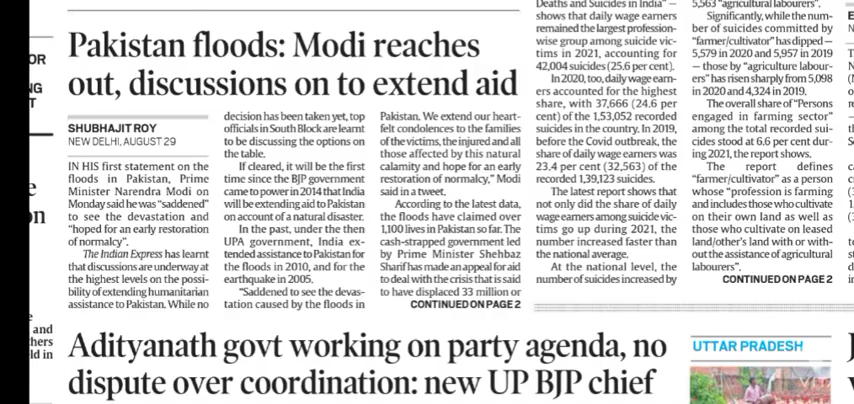 OR
NG
T
e
on
e
and
hers
ld in
Pakistan floods: Modi reaches
out, discussions on to extend aid
SHUBHAJIT ROY
NEW DELHI, AUGUST 29
IN HIS first statement on the
floods in Pakistan, Prime
Minister Narendra Modi on
Monday said he was “saddened”
to see the devastation and
“hoped for an early restoration
of normalcy”.
The Indian Express has learnt
that discussions are underway at
the highest levels on the possi-
bility of extending humanitarian
assistance to Pakistan. While no
decision has been taken yet, top
officials in South Block are learnt
to be discussing the options on
the table.
If cleared, it will be the first
time since the BJP government
came to power in 2014 that India
will be extending aid to Pakistan
on account of a natural disaster.
In the past, under the then
UPA government, India ex-
tended assistance to Pakistan for
the floods in 2010, and for the
earthquake in 2005.
“Saddened to see the devas-
tation caused by the floods in
Pakistan. We extend our heart-
felt condolences to the families
of the victims, the injured and all
those affected by this natural
calamity and hope for an early
restoration of normalcy,” Modi
said in a tweet.
According to the latest data,
the floods have claimed over
1,100 lives in Pakistan so far. The
cash-strapped government led
by Prime Minister Shehbaz
Sharif has made an appeal for aid
to deal with the crisis that is said
to have displaced 33 million or
CONTINUED ON PAGE 2
Deaths and Suicides in India” —
shows that daily wage earners
remained the largest profession-
wise group among suicide vic-
tims in 2021, accounting for
42,004 suicides (25.6 per cent).
In 2020, too, daily wage earn-
ers accounted for the highest
share, with 37,666 (24.6 per
cent) of the 1,53,052 recorded
suicides in the country. In 2019,
before the Covid outbreak, the
share of daily wage earners was
23.4 per cent (32,563) of the
recorded 1,39,123 suicides.
The latest report shows that
not only did the share of daily
wage earners among suicide vic-
tims go up during 2021, the
number increased faster than
the national average.
At the national level, the
number of suicides increased by
5,563 “agricultural labourers”.
Significantly, while the num-
ber of suicides committed by
“farmer/cultivator” has dipped —
5,579 in 2020 and 5,957 in 2019
— those by “agriculture labour-
ers” has risen sharply from 5,098
in 2020 and 4,324 in 2019.
The overall share of “Persons
engaged in farming sector”
among the total recorded sui-
cides stood at 6.6 per cent dur-
ing 2021, the report shows.
The report defines
“farmer/cultivator” as a person
whose “profession is farming
and includes those who cultivate
on their own land as well as
those who cultivate on leased
land/other's land with or with-
out the assistance of agricultural
labourers”.
CONTINUED ON PAGE 2
Adityanath govt working on party agenda, no
dispute over coordination: new UP BJP chief
UTTAR PRADESH